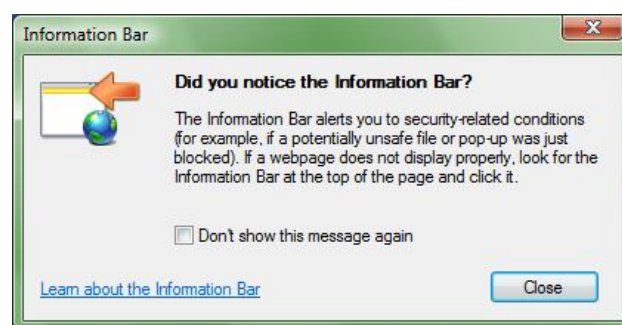 Information Bar
Did you notice the Information Bar?
The Information Bar alerts you to security-related conditions
(for example, if a potentially unsafe file or pop-up was just
blocked). If a webpage does not display properly, look for the
Information Bar at the top of the page and click it.
Don't show this message again
Learn about the Information Bar
Close